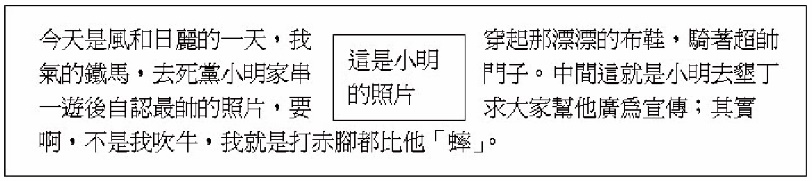 今天是風和日麗的一天，我穿起那漂漂的布鞋，騎著超帥
氣的鐵馬，去死黨小明家串門子。中間這就是小明去墾丁
一遊後自認最帥的照片，要求大家幫他廣為宣傳；其實
啊，不是我吹牛，我就是打赤腳都比他「蟀」。
這是小明
的照片